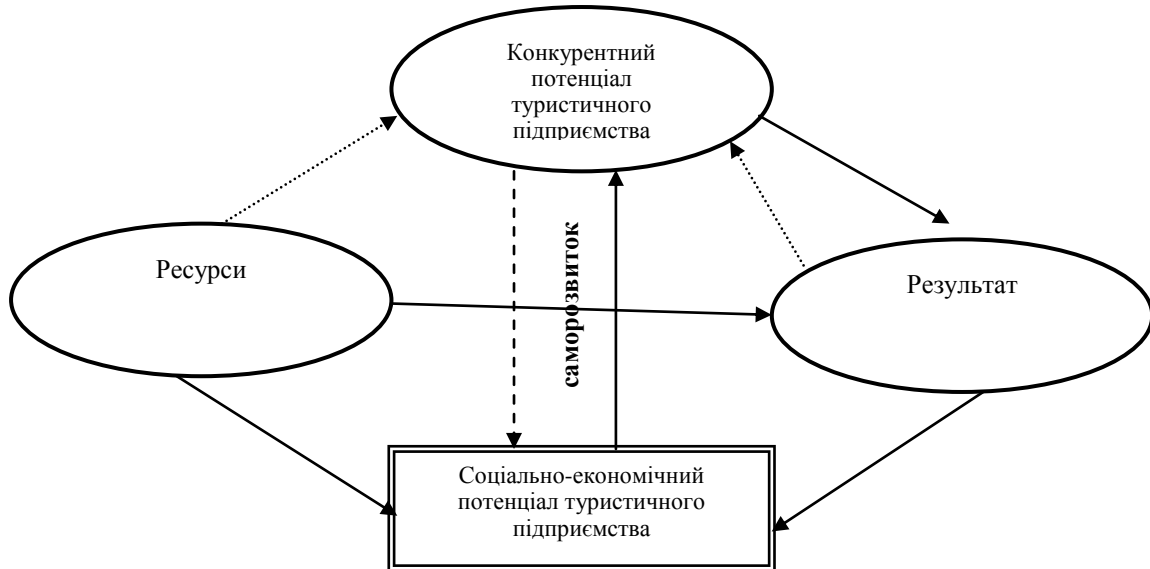 Конкурентний
потенціал
туристичного
підприємства
Ресурси
саморозвиток
Результат
Соціально-економічний
потенціал туристичного
підприємства